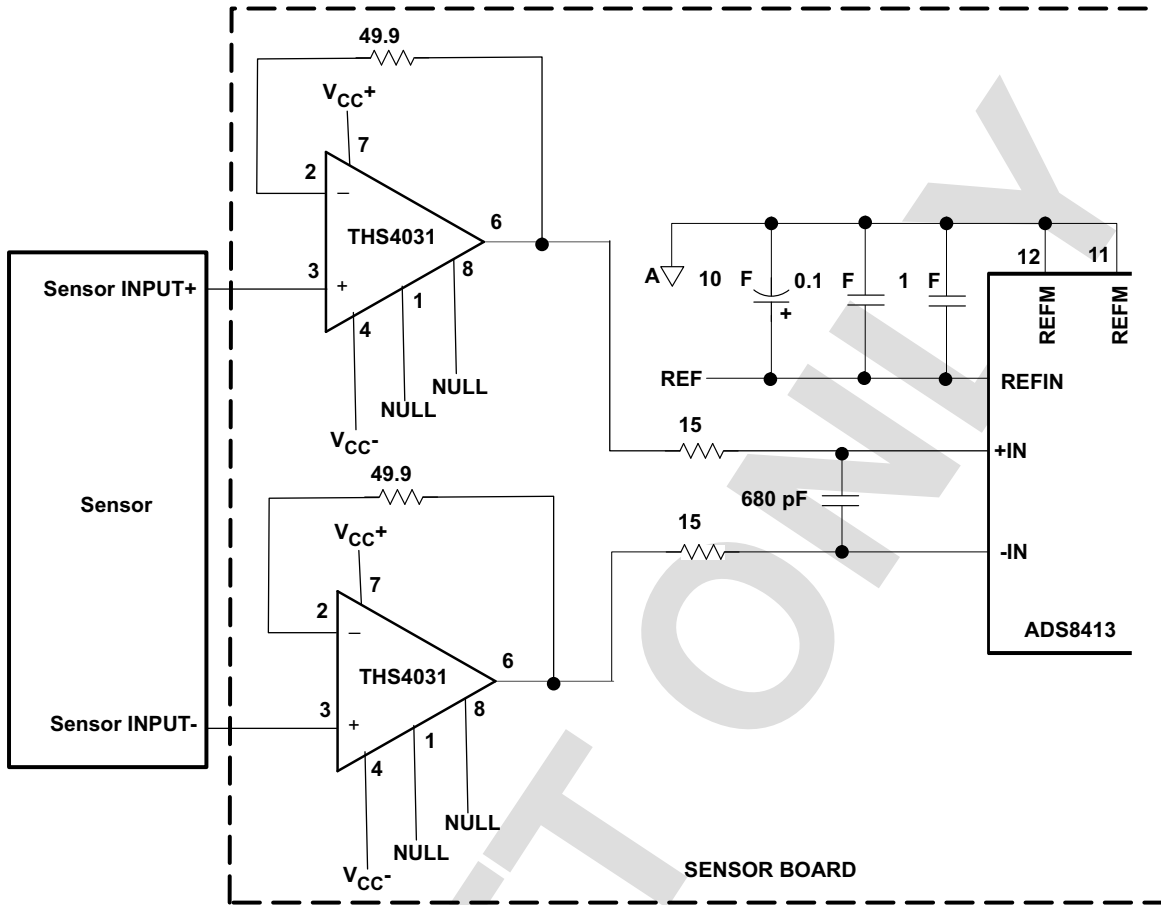 49.9
VCC+
7
2
−
THS4031
6
3
+
8
1
4
NULL
NULL
VCC-
Sensor INPUT+
Sensor
Sensor INPUT-
49.9
VCC+
7
2
−
THS4031
6
3
+
8
1
4
NULL
NULL
VCC-
A
10 F
+
0.1 F
1 F
12
11
REFM
REFM
REF
REFIN
15
+IN
680 pF
15
-IN
ADS8413
SENSOR BOARD
T ONLY